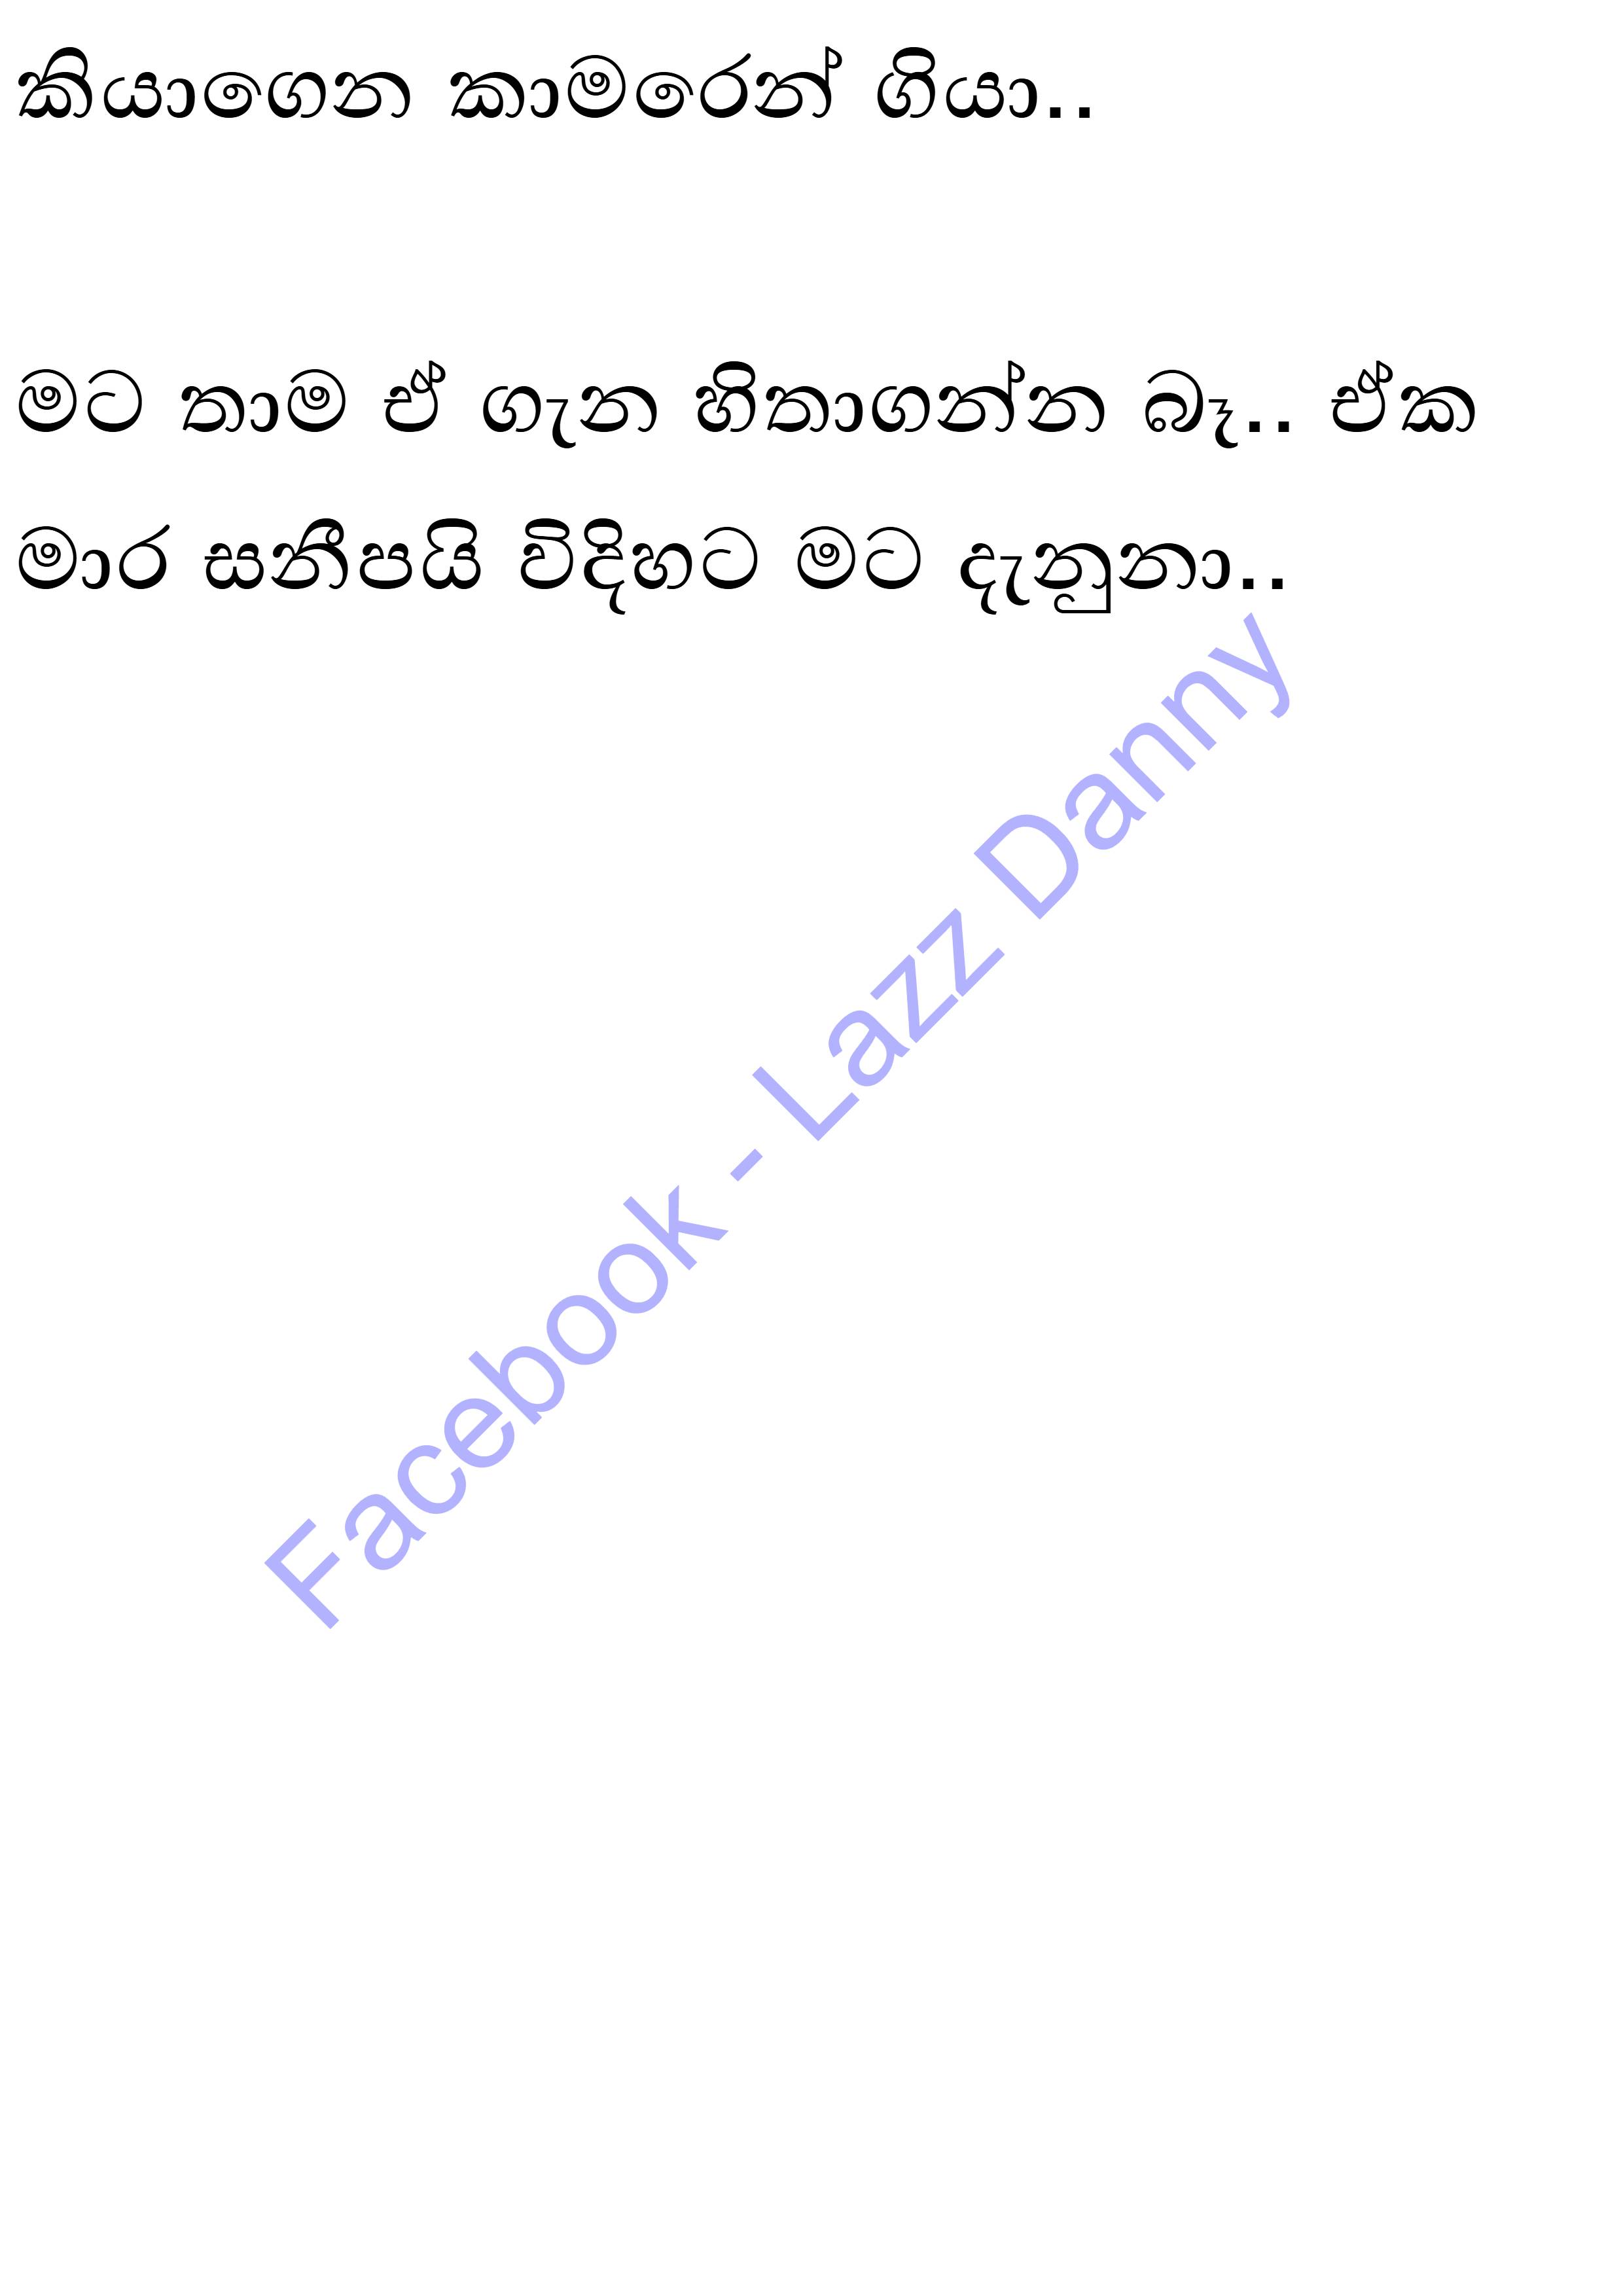 කියාගෙන කාමරෙන් ගියා..
මට තාම ඒ ගැන හිතාගන්න බෑ.. ඒක
මාර සනීපයි විදිහට මට දැනුනා..
Facebook - Lazz Danny